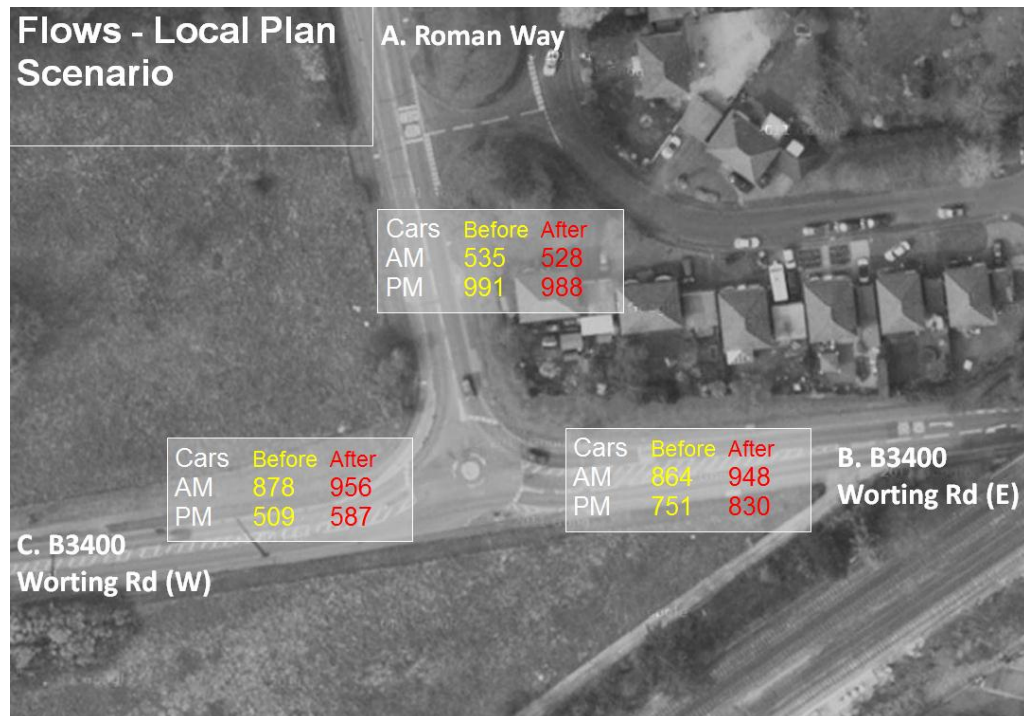 Flows - Local Plan
Scenario
A. Roman Way
Cars Before After
AM 535 528
PM 991 988
Cars Before After
AM 878 956
PM 509 587
Cars Before After
AM 864 948
PM 751 830
B. B3400
Worting Rd (E)
C. B3400
Worting Rd (W)